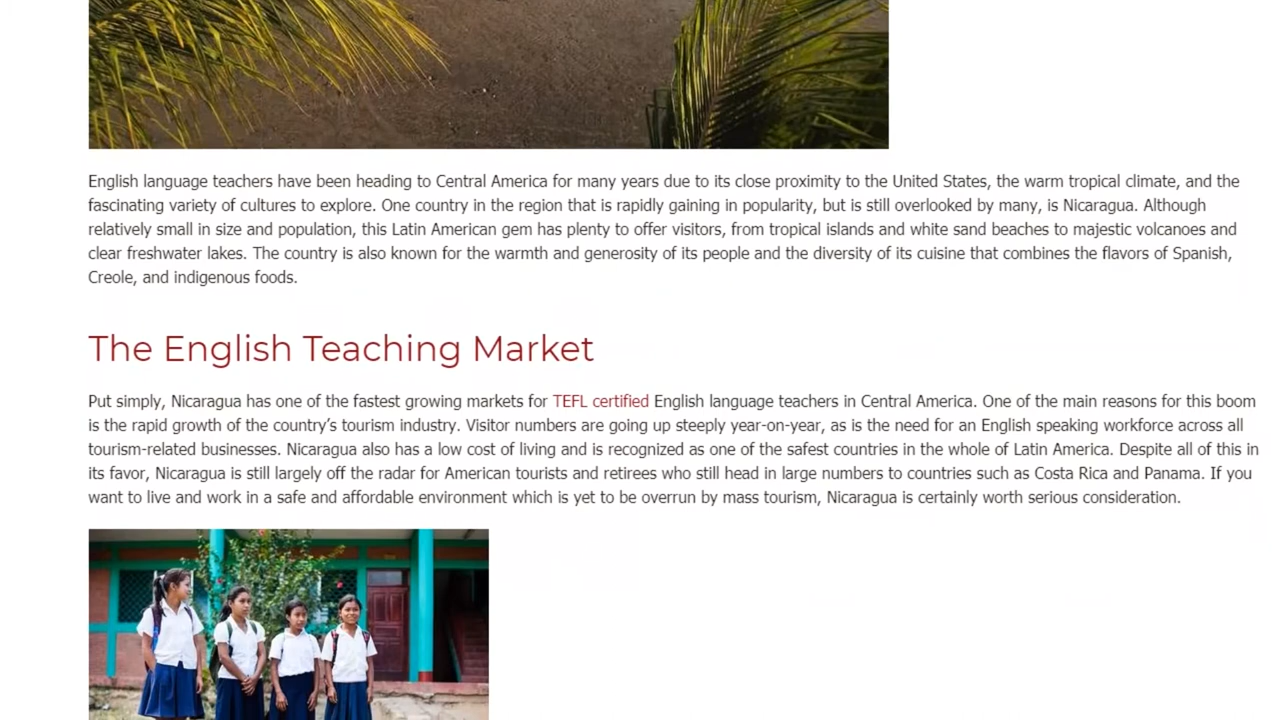 English language teachers have been heading to Central America for many years due to its close proximity to the United States, the warm tropical climate, and the
fascinating variety of cultures to explore. One country in the region that is rapidly gaining in popularity, but is still overlooked by many, is Nicaragua. Although
relatively small in size and population, this Latin American gem has plenty to offer visitors, from tropical islands and white sand beaches to majestic volcanoes and
clear freshwater lakes. The country is also known for the warmth and generosity of its people and the diversity of its cuisine that combines the flavors of Spanish,
Creole, and indigenous foods.
The English Teaching Market
Put simply, Nicaragua has one of the fastest growing markets for TEFL certified English language teachers in Central America. One of the main reasons for this boom
is the rapid growth of the country's tourism industry. Visitor numbers are going up steeply year-on-year, as is the need for an English speaking workforce across all
tourism-related businesses. Nicaragua also has a low cost of living and is recognized as one of the safest countries in the whole of Latin America. Despite all of this in
its favor, Nicaragua is still largely off the radar for American tourists and retirees who still head in large numbers to countries such as Costa Rica and Panama. If you
want to live and work in a safe and affordable environment which is yet to be overrun by mass tourism, Nicaragua is certainly worth serious consideration.